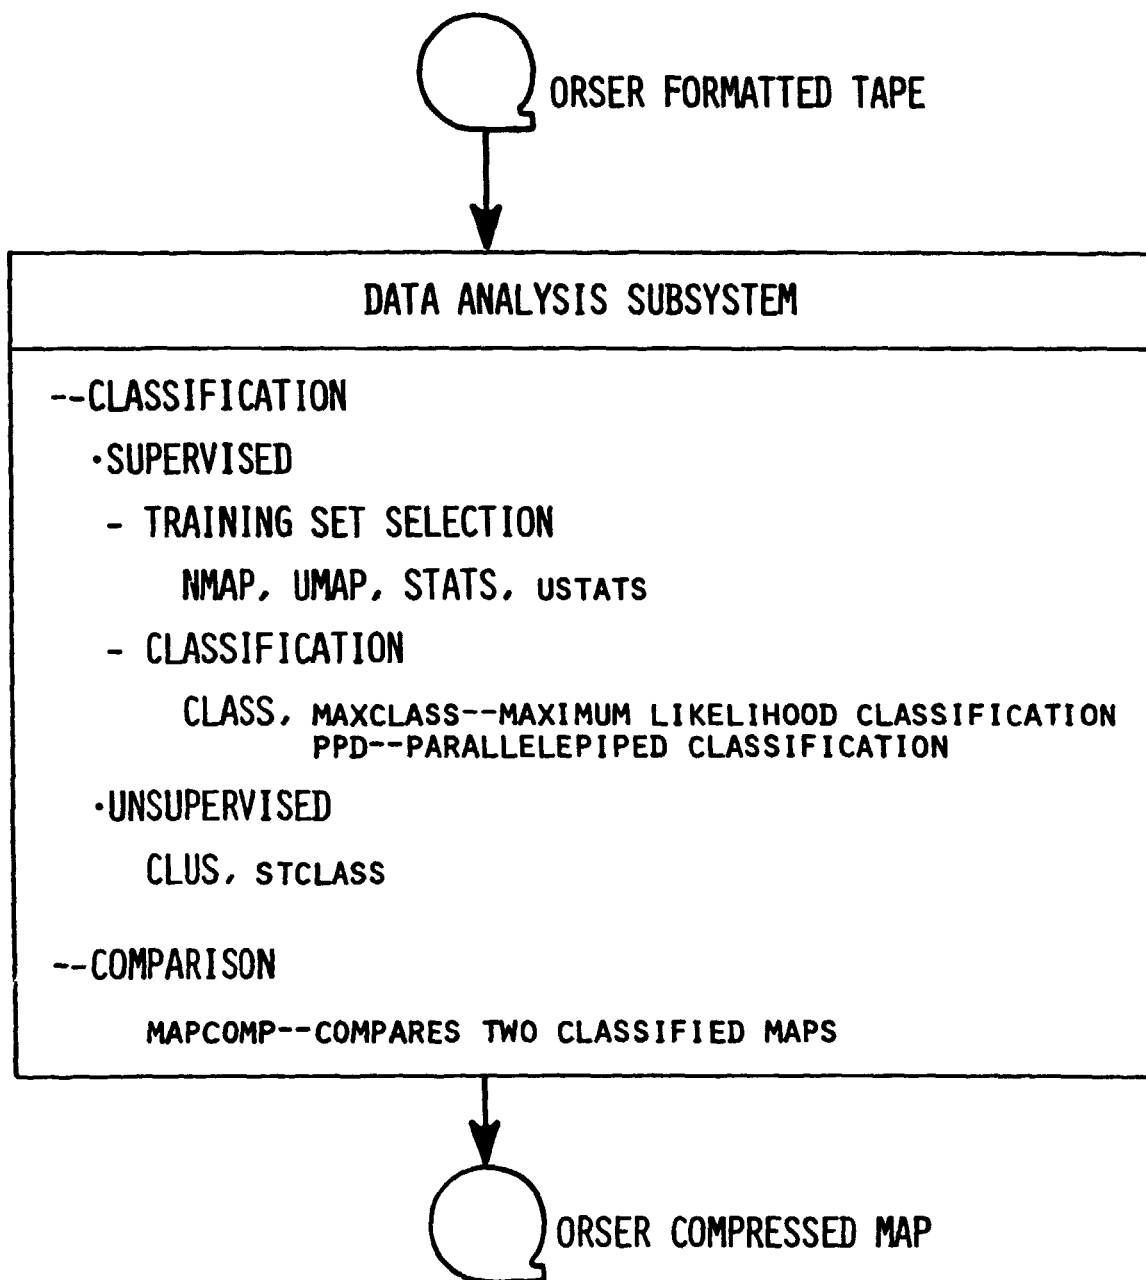 ORSER FORMATTED TAPE
DATA ANALYSIS SUBSYSTEM
--CLASSIFICATION
·SUPERVISED
- TRAINING SET SELECTION
NMAP, UMAP, STATS, USTATS
- CLASSIFICATION
CLASS, MAXCLASS--MAXIMUM LIKELIHOOD CLASSIFICATION
PPD--PARALLELEPIPED CLASSIFICATION
·UNSUPERVISED
CLUS, STCLASS
--COMPARISON
MAPCOMP--COMPARES TWO CLASSIFIED MAPS
ORSER COMPRESSED MAP